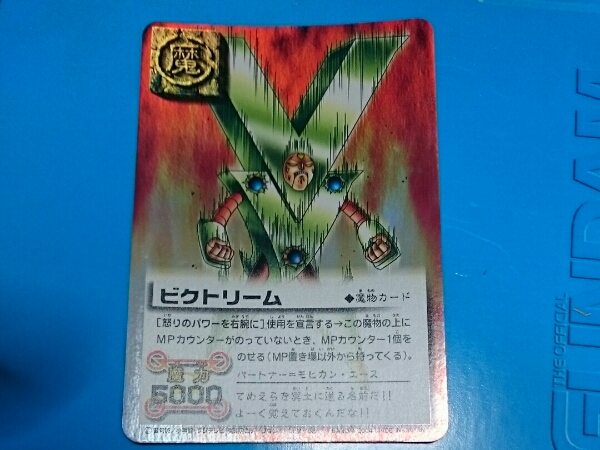 魔
ビクトリーム
◆魔物カード
[怒りのパワーを右腕に]使用を宣言する→この魔物の上に
MPカウンターがのっていないとき、MPカウンター1個を
のせる(MP置き場以外から持ってくる)。
魔力
5000
パートナー=モヒカン・エース
てめえらを冥土に送る名前だ!!
よーく覚えておくんだな!!
THE OFFICIAL
GUNDAM